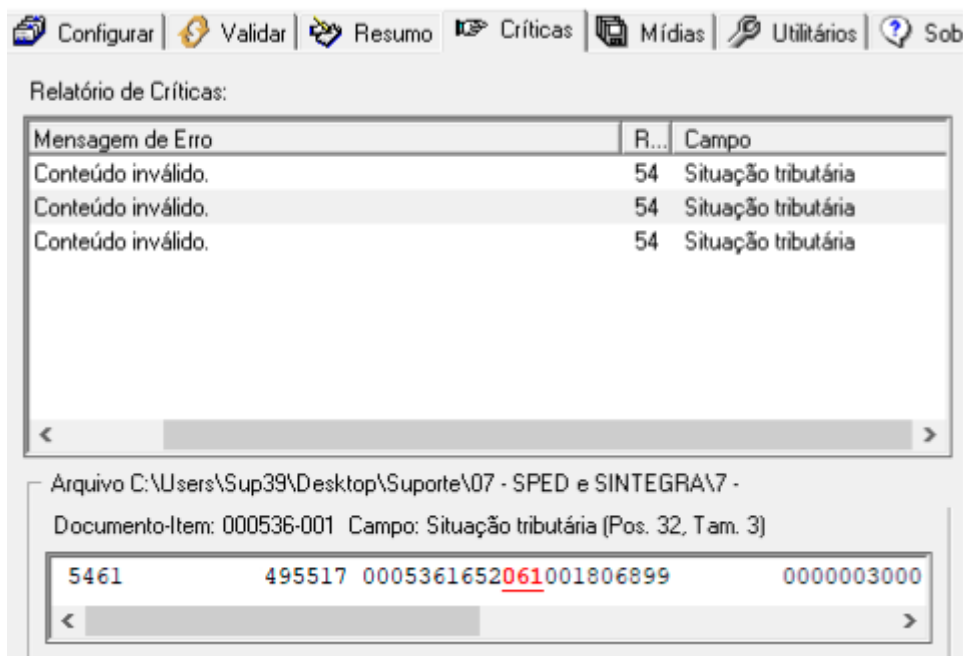 Configurar Validar Resumo Críticas Mídias Utilitários Sob
Relatório de Críticas:
Mensagem de Erro R... Campo
Conteúdo inválido. 54 Situação tributária
Conteúdo inválido. 54 Situação tributária
Conteúdo inválido. 54 Situação tributária
Arquivo C:\Users\Sup39\Desktop\Suporte\07 - SPED e SINTEGRA\7 -
Documento-Item: 000536-001 Campo: Situação tributária (Pos. 32, Tam. 3)
5461 495517 0005361652061001806899 0000003000